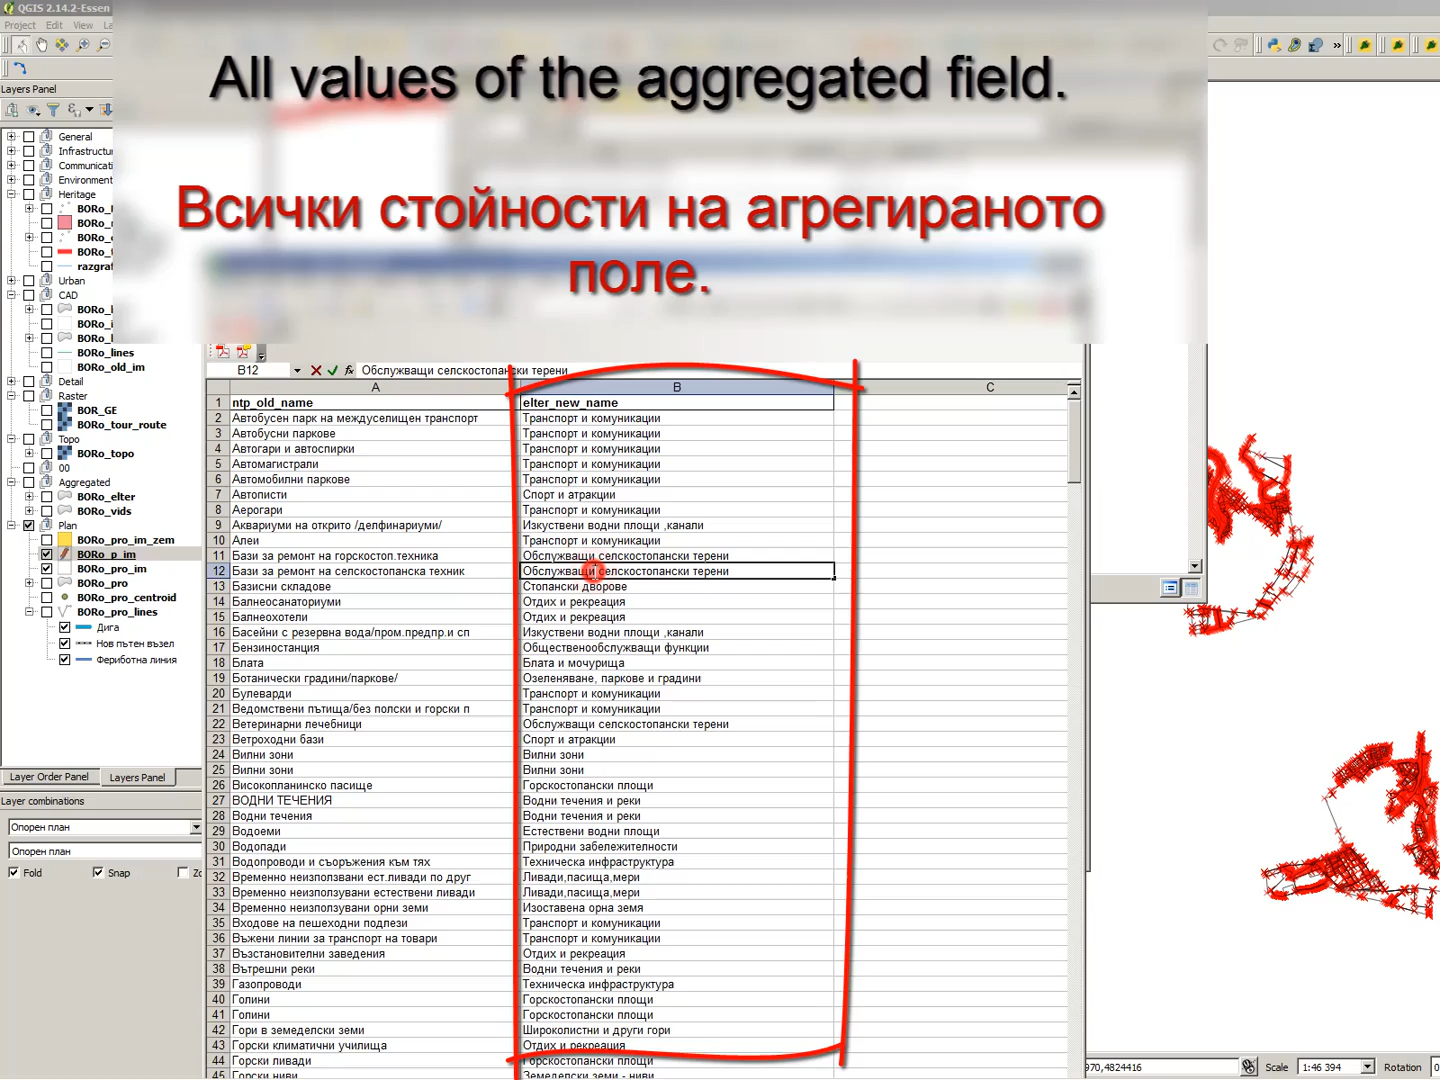 QGIS 2.14.2-Essen
Project Edit View
All values of the aggregated field.
Всички стойности на агрегираното
поле.
Layers Panel
General
Infrastructu
Communicati
Environment
Heritage
Urban
CAD
BORo_lines
BORo_old_im
Detail
Raster
BOR_GE
BORo_tour_route
Topo
BORo_topo
00
Aggregated
BORo_elter
BORo_vids
Plan
BORo_pro_im_zem
BORo_p_im
BORo_pro_im
BORo_pro
BORo_pro_centroid
BORo_pro_lines
Дига
Нов пътен възел
Фериботна линия
Layer Order Panel Layers Panel
Layer combinations
Опорен план
Опорен план
Fold Snap
B12 fx Обслужващи селскостопански терени
A B C
1 ntp_old_name elter_new_name
2 Автобусен парк на междуселищен транспорт Транспорт и комуникации
3 Автобусни паркове Транспорт и комуникации
4 Автогари и автоспирки Транспорт и комуникации
5 Автомагистрали Транспорт и комуникации
6 Автомобилни паркове Транспорт и комуникации
7 Автописти Спорт и атракции
8 Аерогари Транспорт и комуникации
9 Аквариуми на открито /делфинариуми/ Изкуствени водни площи ,канали
10 Алеи Транспорт и комуникации
11 Бази за ремонт на горскостоп.техника Обслужващи селскостопански терени
12 Бази за ремонт на селскостопанска техник Обслужващи селскостопански терени
13 Базисни складове Стопански дворове
14 Балнеосанаториуми Отдих и рекреация
15 Балнеохотели Отдих и рекреация
16 Басейни с резервна вода/пром.предпр.и сп Изкуствени водни площи ,канали
17 Бензиностанция Общественообслужващи функции
18 Блата Блата и мочурища
19 Ботанически градини/паркове/ Озеленяване, паркове и градини
20 Булеварди Транспорт и комуникации
21 Ведомствени пътища/без полски и горски п Транспорт и комуникации
22 Ветеринарни лечебници Обслужващи селскостопански терени
23 Ветроходни бази Спорт и атракции
24 Вилни зони Вилни зони
25 Вилни зони Вилни зони
26 Високопланинско пасище Горскостопански площи
27 ВОДНИ ТЕЧЕНИЯ Водни течения и реки
28 Водни течения Водни течения и реки
29 Водоеми Естествени водни площи
30 Водопади Природни забележителности
31 Водопроводи и съоръжения към тях Техническа инфраструктура
32 Временно неизползвани ест.ливади по друг Ливади,пасища,мери
33 Временно неизползувани естествени ливади Ливади,пасища,мери
34 Временно неизползувани орни земи Изоставена орна земя
35 Входове на пешеходни подлези Транспорт и комуникации
36 Въжени линии за транспорт на товари Транспорт и комуникации
37 Възстановителни заведения Отдих и рекреация
38 Вътрешни реки Водни течения и реки
39 Газопроводи Техническа инфраструктура
40 Голини Горскостопански площи
41 Голини Горскостопански площи
42 Гори в земеделски земи Широколистни и други гори
43 Горски климатични училища Отдих и рекреация
44 Горски ливади Горскостопански площи
45 Горски ниви Земеделски земи - ниви
970,4824416 Scale 1:46 394 Rotation